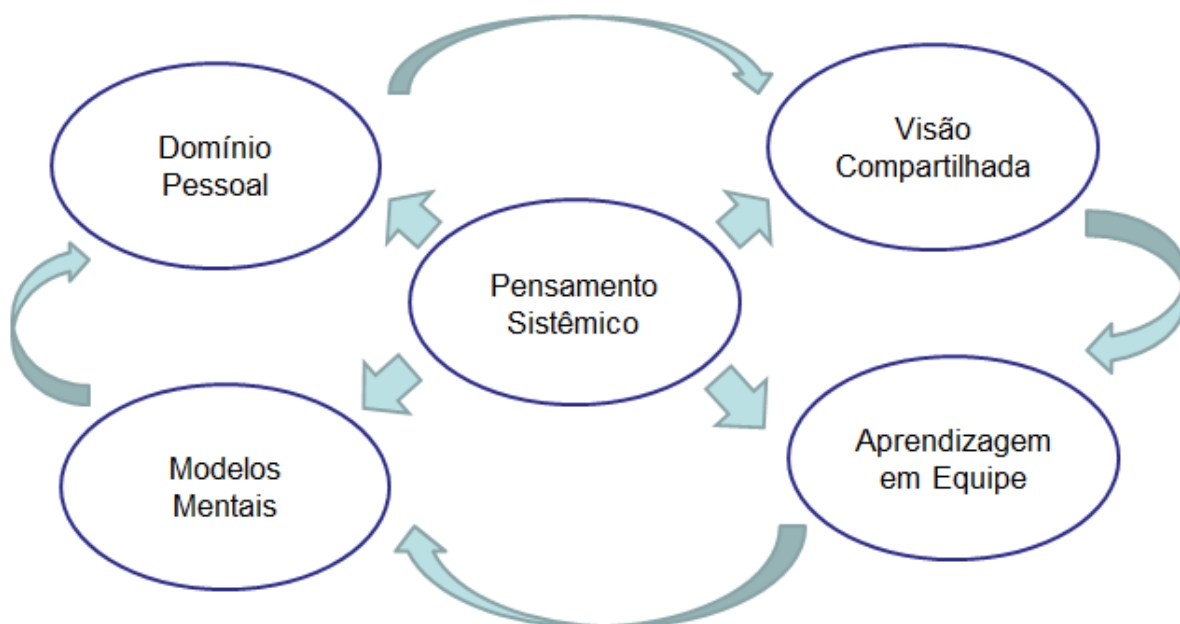 Domínio
Pessoal
Visão
Compartilhada
Pensamento
Sistêmico
Modelos
Mentais
Aprendizagem
em Equipe